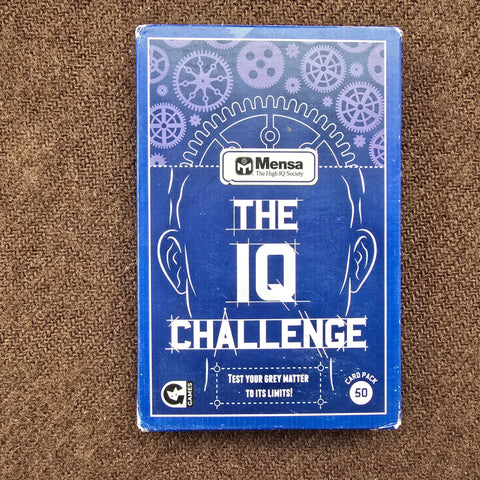 Mensa
The High IQ Society
THE
IQ
CHALLENGE
TEST YOUR GREY MATTER
TO ITS LIMITS!
GAMES
CARD PACK
50